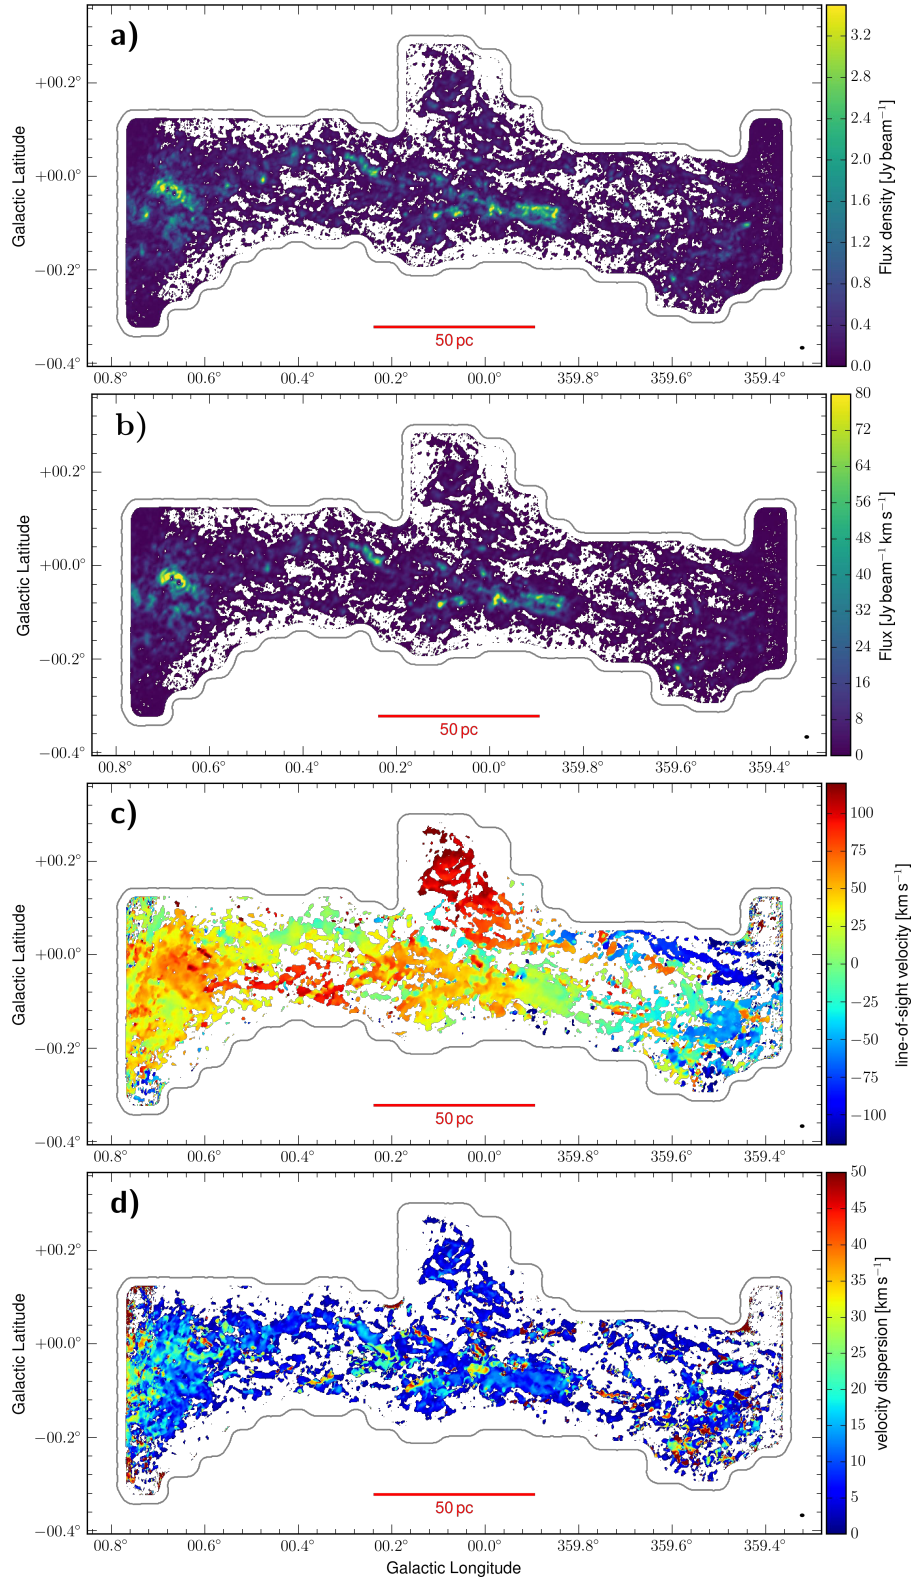 a)
+00.2°
+00.0°
−00.2°
−00.4°
Galactic Latitude
50 pc
00.8° 00.6° 00.4° 00.2° 00.0° 359.8° 359.6° 359.4°
3.2
2.8
2.4
2.0
1.6
1.2
0.8
0.4
0.0
Flux density [Jy beam⁻¹]
b)
+00.2°
+00.0°
−00.2°
−00.4°
Galactic Latitude
50 pc
00.8° 00.6° 00.4° 00.2° 00.0° 359.8° 359.6° 359.4°
80
72
64
56
48
40
32
24
16
8
0
Flux [Jy beam⁻¹ km s⁻¹]
c)
+00.2°
+00.0°
−00.2°
−00.4°
Galactic Latitude
50 pc
00.8° 00.6° 00.4° 00.2° 00.0° 359.8° 359.6° 359.4°
100
75
50
25
0
−25
−50
−75
−100
line-of-sight velocity [km s⁻¹]
d)
+00.2°
+00.0°
−00.2°
−00.4°
Galactic Latitude
50 pc
00.8° 00.6° 00.4° 00.2° 00.0° 359.8° 359.6° 359.4°
Galactic Longitude
50
45
40
35
30
25
20
15
10
5
0
velocity dispersion [km s⁻¹]